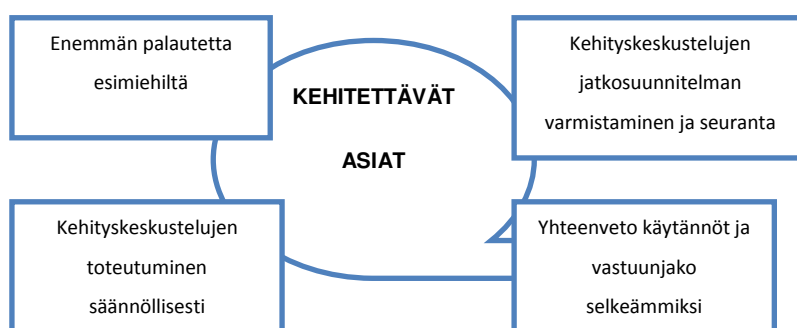 Enemmän palautetta
esimiehiltä
KEHITETTÄVÄT
ASIAT
Kehityskeskustelujen
jatkosuunnitelman
varmistaminen ja seuranta
Kehityskeskustelujen
toteutuminen
säännöllisesti
Yhteenveto käytännöt ja
vastuunjako
selkeämmiksi